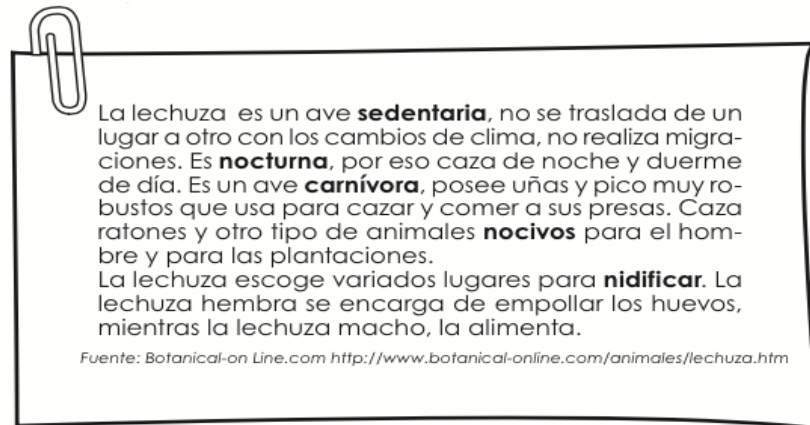 La lechuza es un ave sedentaria, no se traslada de un
lugar a otro con los cambios de clima, no realiza migra-
ciones. Es nocturna, por eso caza de noche y duerme
de día. Es un ave carnívora, posee uñas y pico muy ro-
bustos que usa para cazar y comer a sus presas. Caza
ratones y otro tipo de animales nocivos para el hom-
bre y para las plantaciones.
La lechuza escoge variados lugares para nidificar. La
lechuza hembra se encarga de empollar los huevos,
mientras la lechuza macho, la alimenta.
Fuente: Botanical-on Line.com http://www.botanical-online.com/animales/lechuza.htm